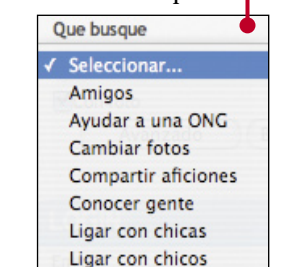 Que busque
✓ Seleccionar...
Amigos
Ayudar a una ONG
Cambiar fotos
Compartir aficiones
Conocer gente
Ligar con chicas
Ligar con chicos